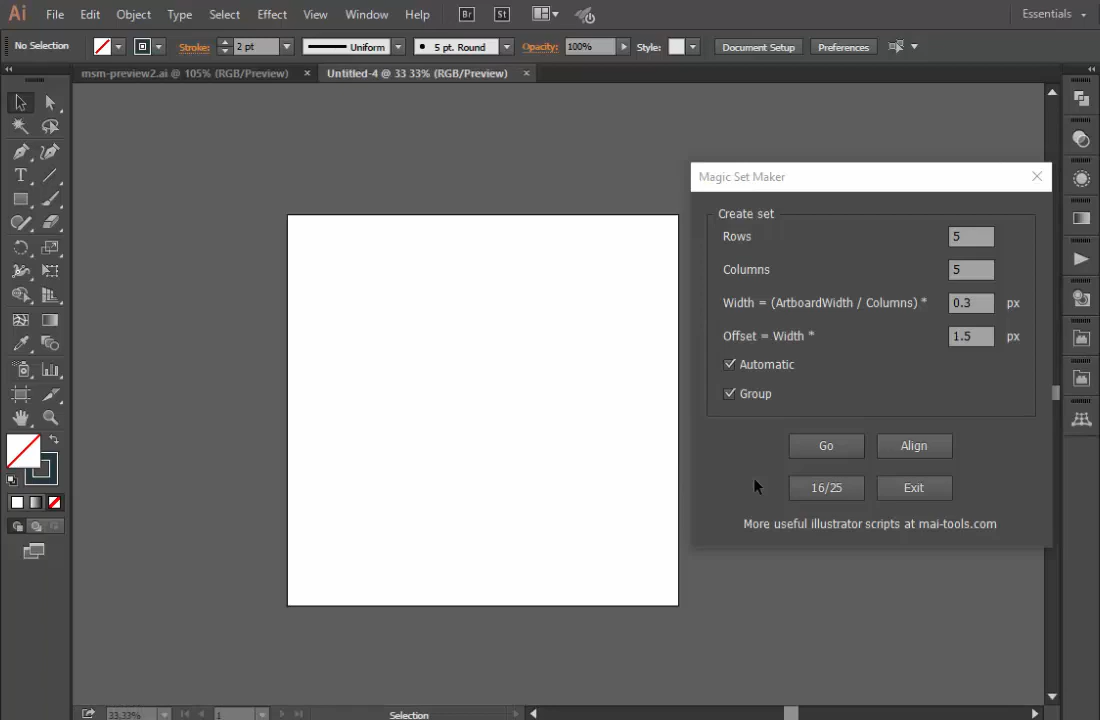 Ai File Edit Object Type Select Effect View Window Help Br St Essentials
No Selection Stroke: 2 pt Uniform 5 pt. Round Opacity: 100% Style: Document Setup Preferences
msm-preview2.ai @ 105% (RGB/Preview) × Untitled-4 @ 33 33% (RGB/Preview) ×
Magic Set Maker
Create set
Rows 5
Columns 5
Width = (ArtboardWidth / Columns) * 0.3 px
Offset = Width * 1.5 px
Automatic
Group
Go Align
16/25 Exit
More useful illustrator scripts at mai-tools.com
33.33% 1 Selection